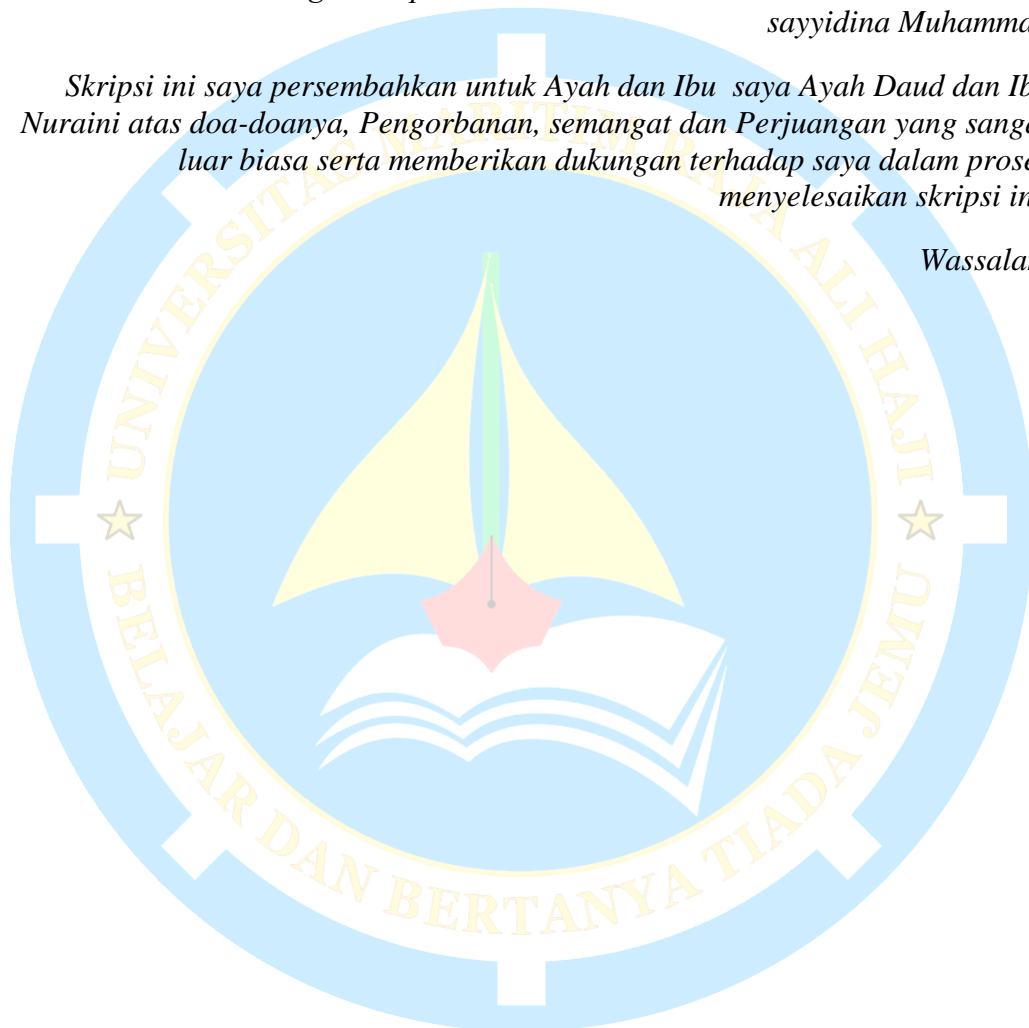 sayyidina Muhamma
Skripsi ini saya persembahkan untuk Ayah dan Ibu saya Ayah Daud dan Ib
Nuraini atas doa-doanya, Pengorbanan, semangat dan Perjuangan yang sanga
luar biasa serta memberikan dukungan terhadap saya dalam prose
menyelesaikan skripsi in
Wassala
UNIVERSITAS MARITIM RAJA ALI HAJI
BELAJAR DAN BERTANYA TIADA JEMU